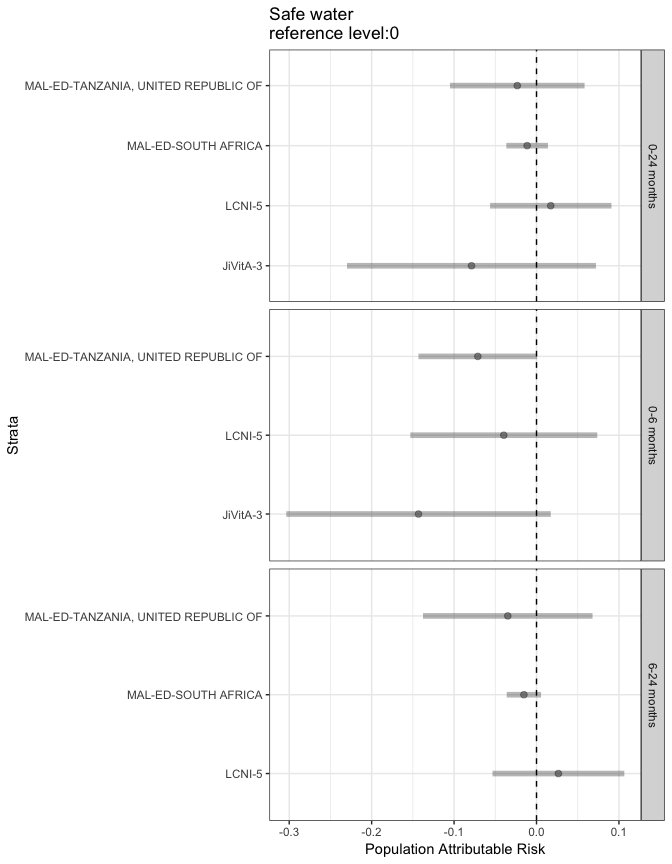 Safe water
reference level:0
MAL-ED-TANZANIA, UNITED REPUBLIC OF
MAL-ED-SOUTH AFRICA
LCNI-5
JiVitA-3
0-24 months
MAL-ED-TANZANIA, UNITED REPUBLIC OF
LCNI-5
JiVitA-3
0-6 months
MAL-ED-TANZANIA, UNITED REPUBLIC OF
MAL-ED-SOUTH AFRICA
LCNI-5
6-24 months
Strata
-0.3 -0.2 -0.1 0.0 0.1
Population Attributable Risk